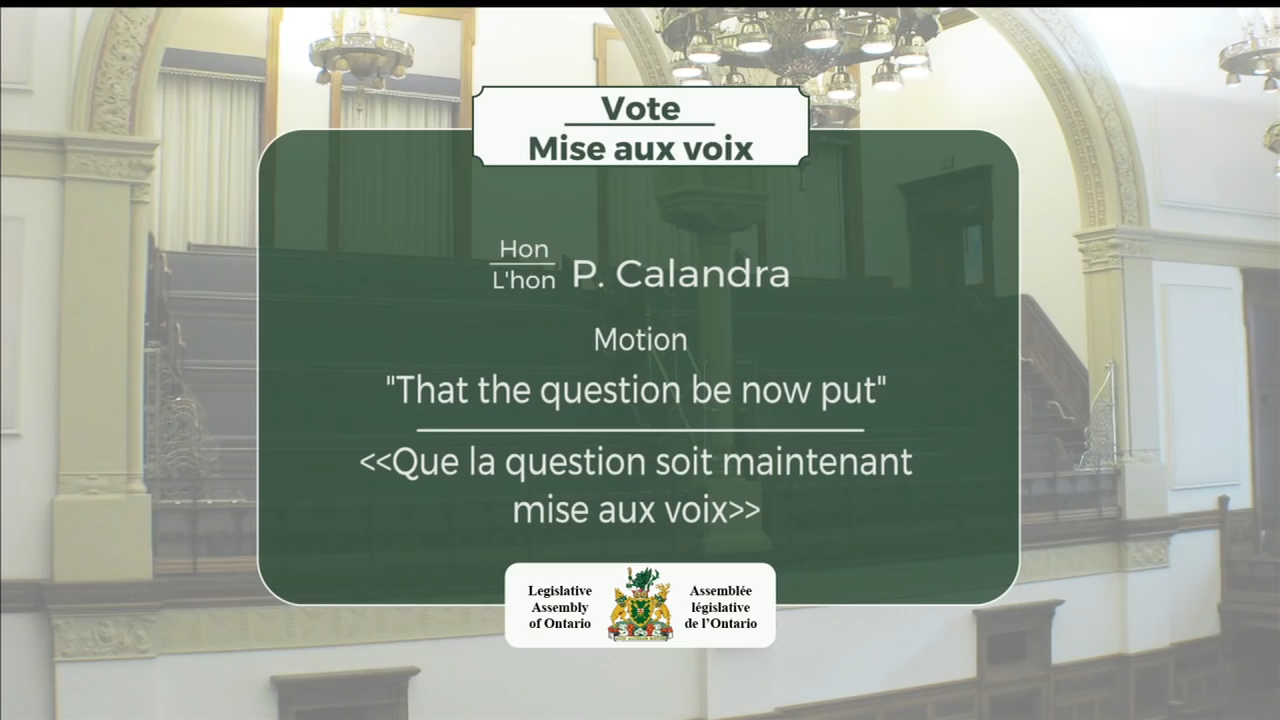 Vote
Mise aux voix
Hon
L'hon
P. Calandra
Motion
"That the question be now put"
<<Que la question soit maintenant
mise aux voix>>
Legislative
Assembly
of Ontario
Assemblée
législative
de l'Ontario